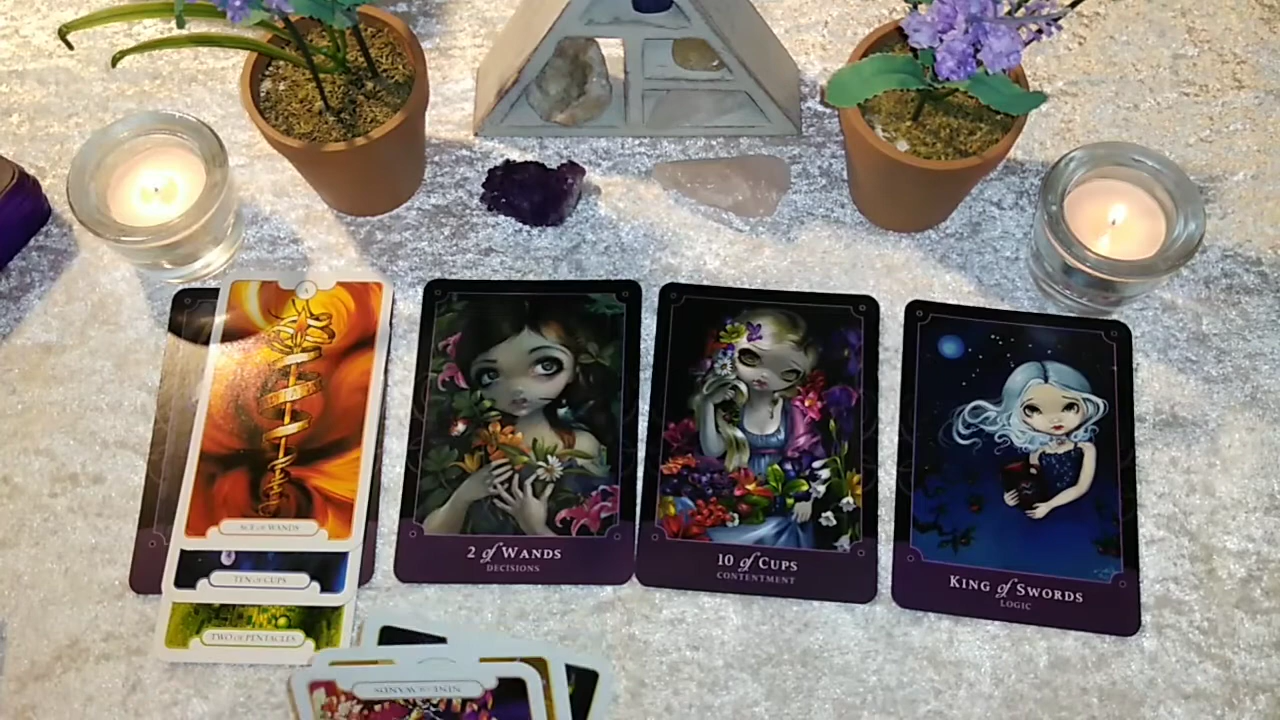 ACE OF WANDS
TEN OF CUPS
TWO OF PENTACLES
2 of WANDS
DECISIONS
10 of CUPS
CONTENTMENT
KING of SWORDS
LOGIC
NINE OF WANDS